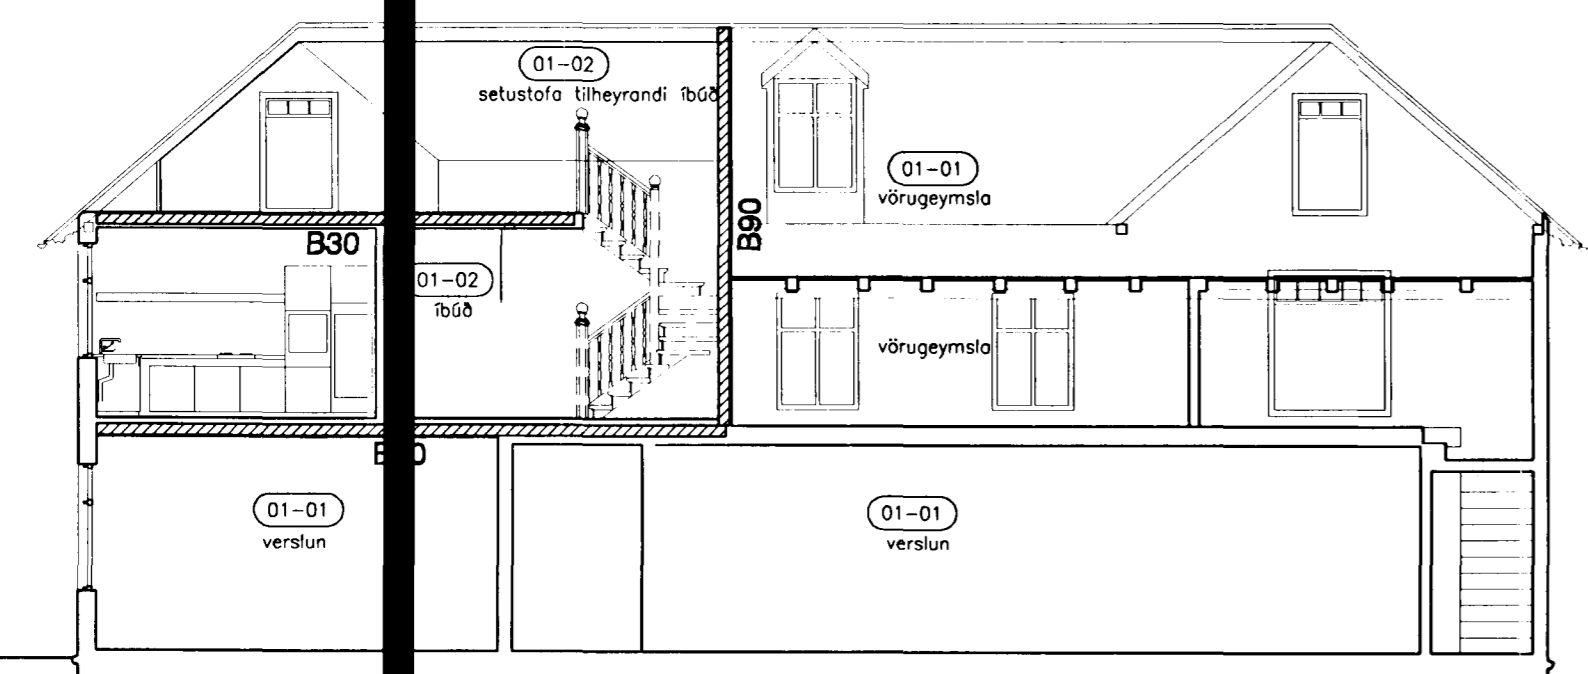 01-02
setustofa tilheyrandi íbúð
01-01
vörugeymsla
B90
B30
01-02
íbúð
vörugeymsla
01-01
verslun
01-01
verslun